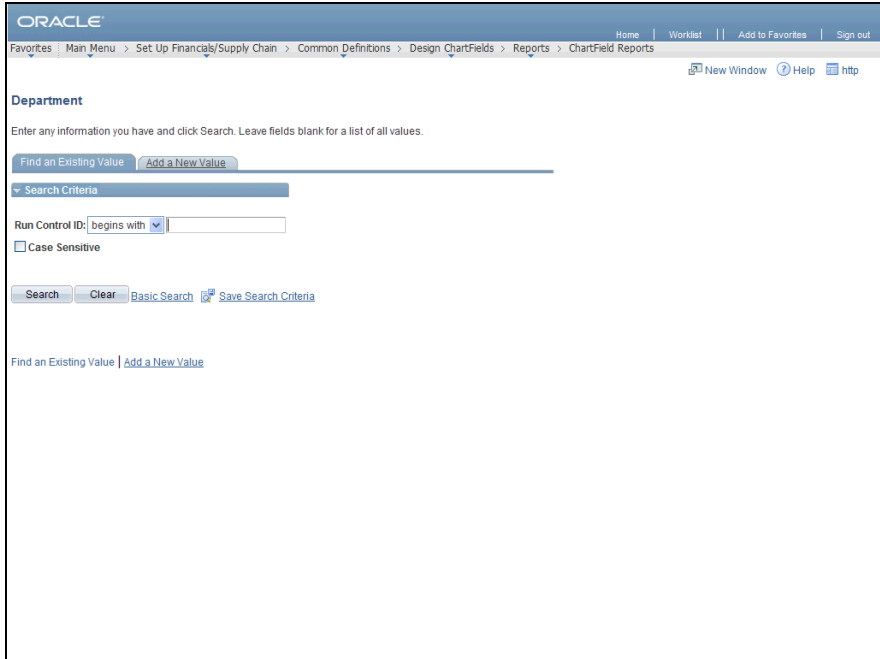 ORACLE
Home | Worklist || Add to Favorites | Sign out
Favorites Main Menu > Set Up Financials/Supply Chain > Common Definitions > Design ChartFields > Reports > ChartField Reports
New Window Help http
Department
Enter any information you have and click Search. Leave fields blank for a list of all values.
Find an Existing Value Add a New Value
Search Criteria
Run Control ID: begins with
Case Sensitive
Search Clear Basic Search Save Search Criteria
Find an Existing Value | Add a New Value